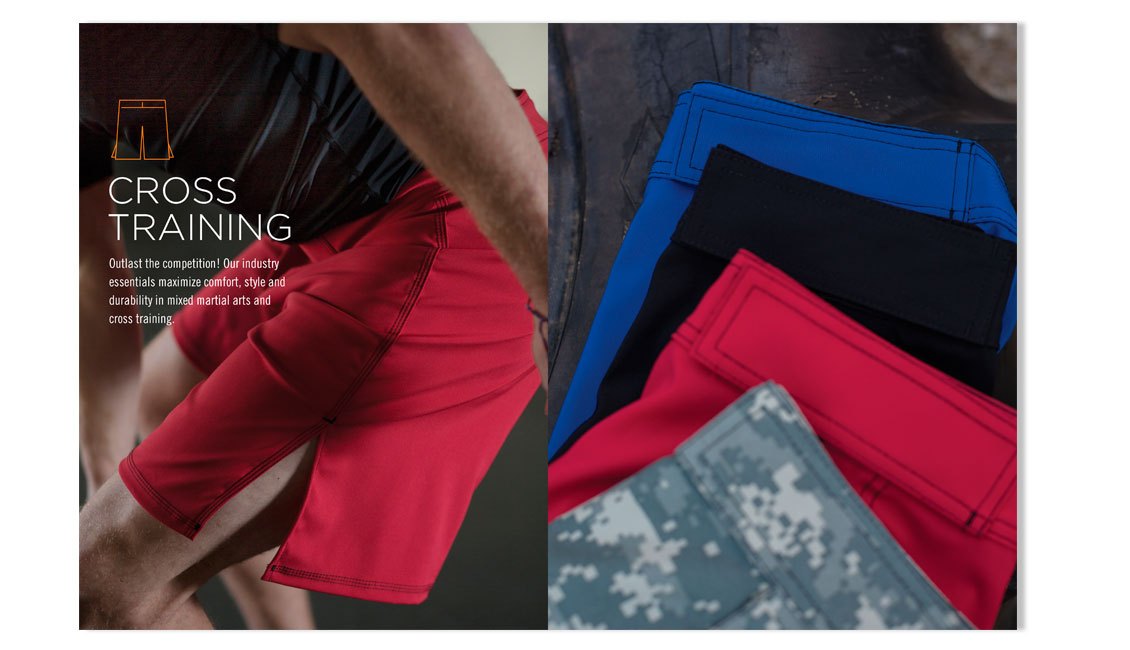 CROSS
TRAINING
Outlast the competition! Our industry
essentials maximize comfort, style and
durability in mixed martial arts and
cross training.